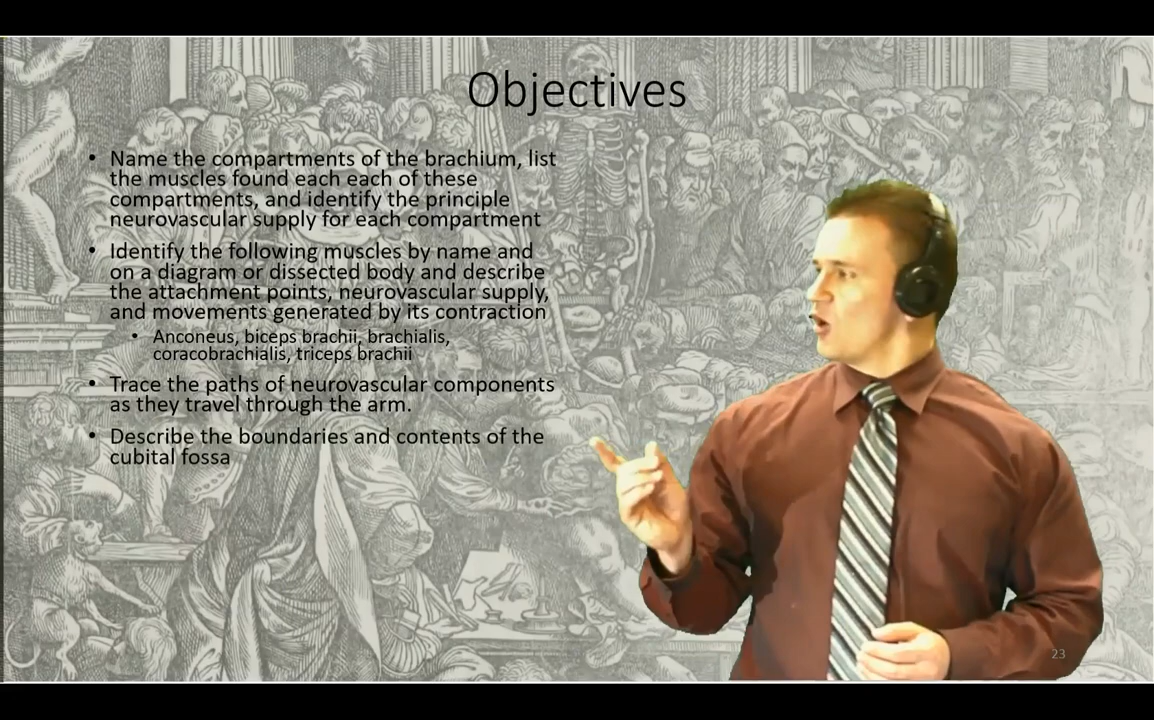 Objectives
• Name the compartments of the brachium, list
the muscles found each each of these
compartments, and identify the principle
neurovascular supply for each compartment
• Identify the following muscles by name and
on a diagram or dissected body and describe
the attachment points, neurovascular supply,
and movements generated by its contraction
• Anconeus, biceps brachii, brachialis,
coracobrachialis, triceps brachii
• Trace the paths of neurovascular components
as they travel through the arm.
• Describe the boundaries and contents of the
cubital fossa
23